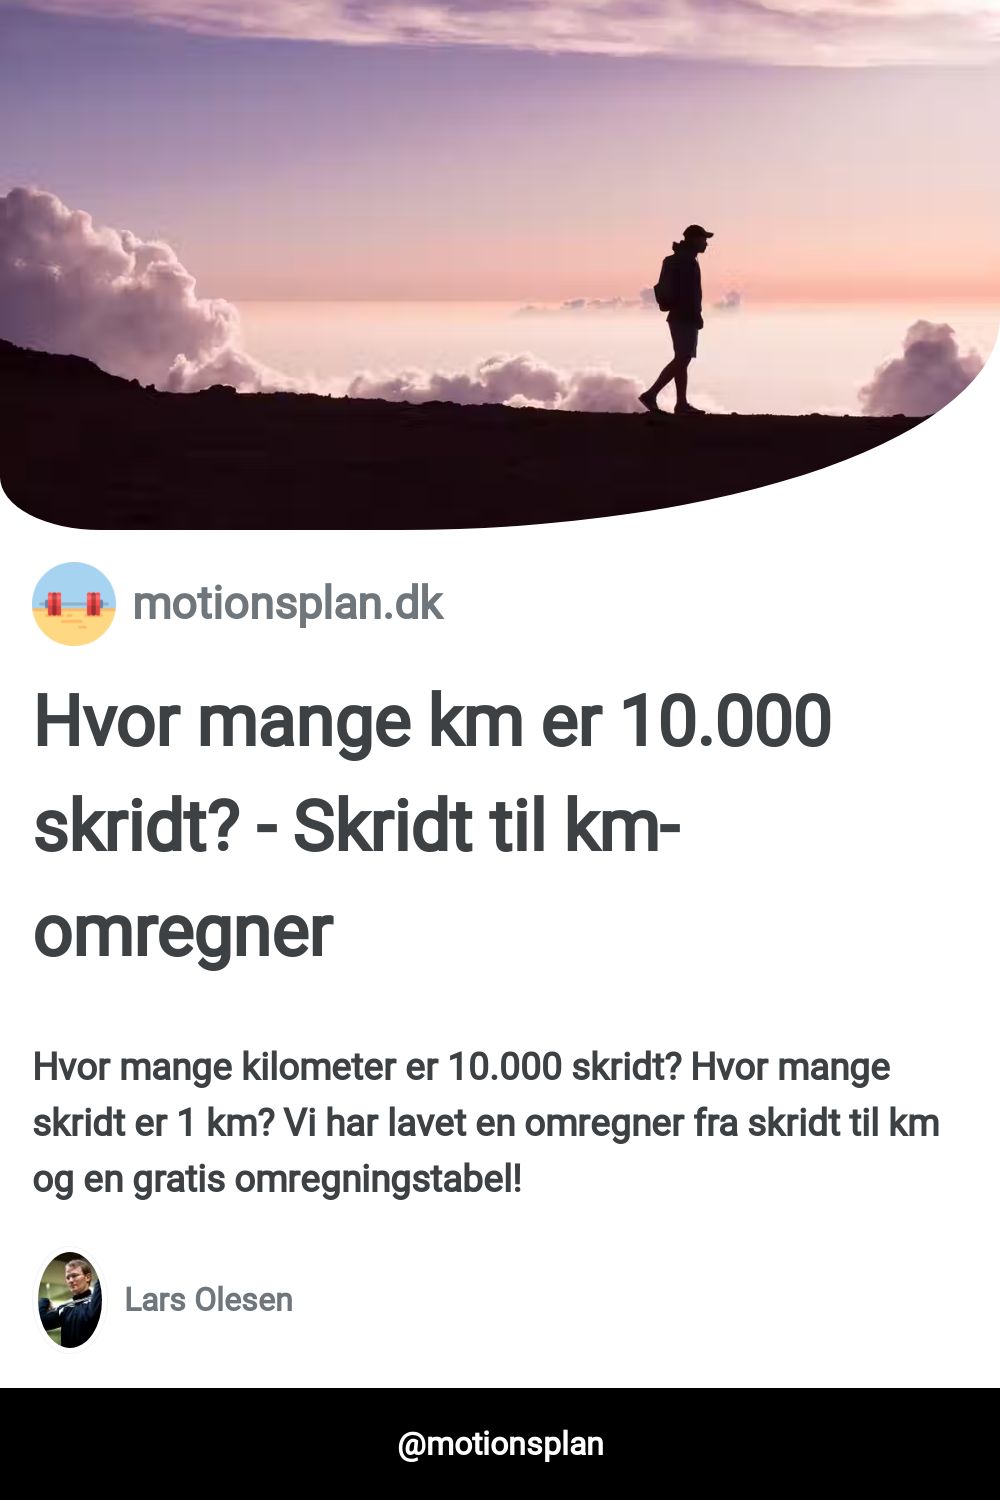 motionsplan.dk
Hvor mange km er 10.000
skridt? - Skridt til km-
omregner
Hvor mange kilometer er 10.000 skridt? Hvor mange
skridt er 1 km? Vi har lavet en omregner fra skridt til km
og en gratis omregningstabel!
Lars Olesen
@motionsplan